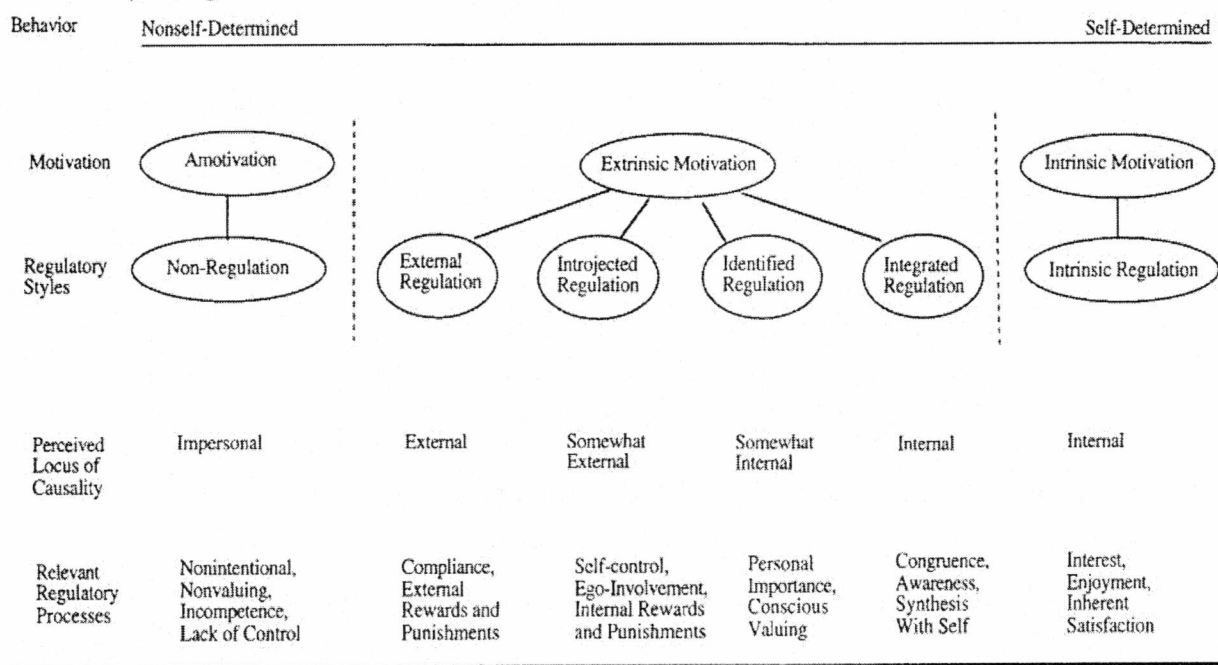 Behavior Nonself-Determined Self-Determined
Motivation Amotivation Extrinsic Motivation Intrinsic Motivation
Regulatory
Styles
Non-Regulation
External
Regulation
Introjected
Regulation
Identified
Regulation
Integrated
Regulation
Intrinsic Regulation
Perceived
Locus of
Causality
Impersonal
External
Somewhat
External
Somewhat
Internal
Internal
Internal
Relevant
Regulatory
Processes
Nonintentional,
Nonvaluing,
Incompetence,
Lack of Control
Compliance,
External
Rewards and
Punishments
Self-control,
Ego-Involvement,
Internal Rewards
and Punishments
Personal
Importance,
Conscious
Valuing
Congruence,
Awareness,
Synthesis
With Self
Interest,
Enjoyment,
Inherent
Satisfaction